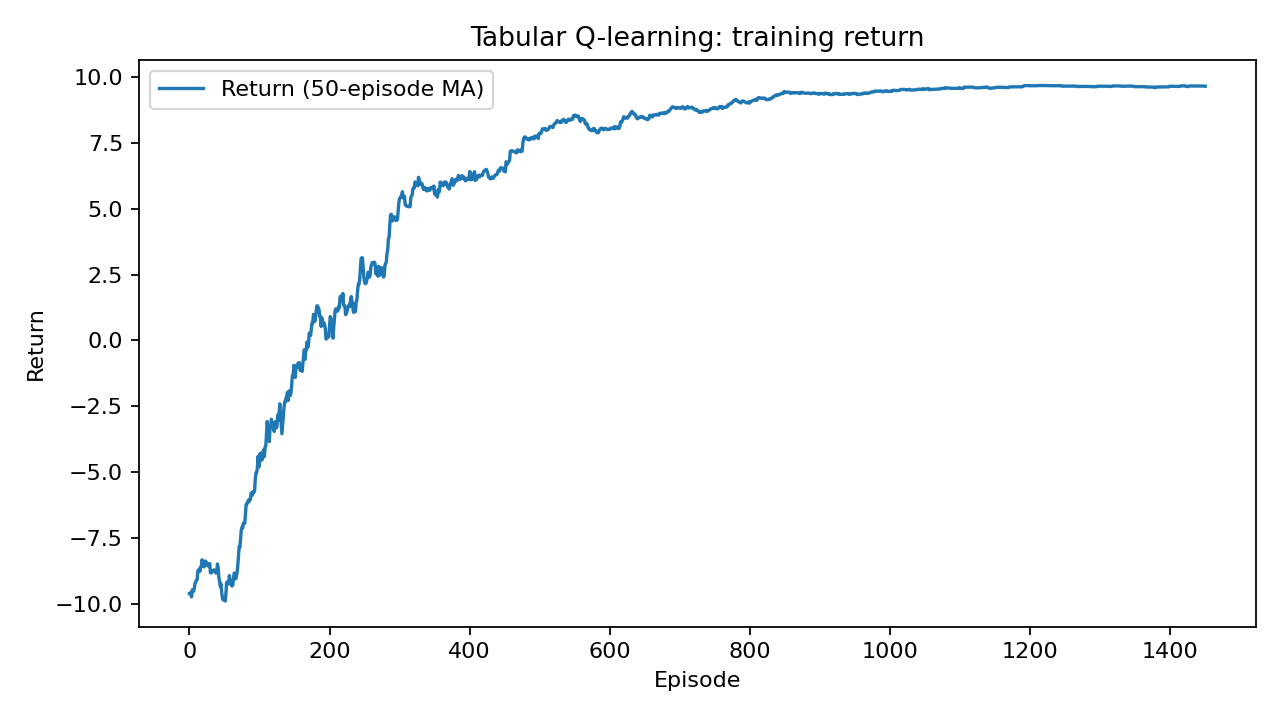 Tabular Q-learning: training return
Return (50-episode MA)
10.0
7.5
5.0
2.5
0.0
−2.5
−5.0
−7.5
−10.0
Return
0 200 400 600 800 1000 1200 1400
Episode